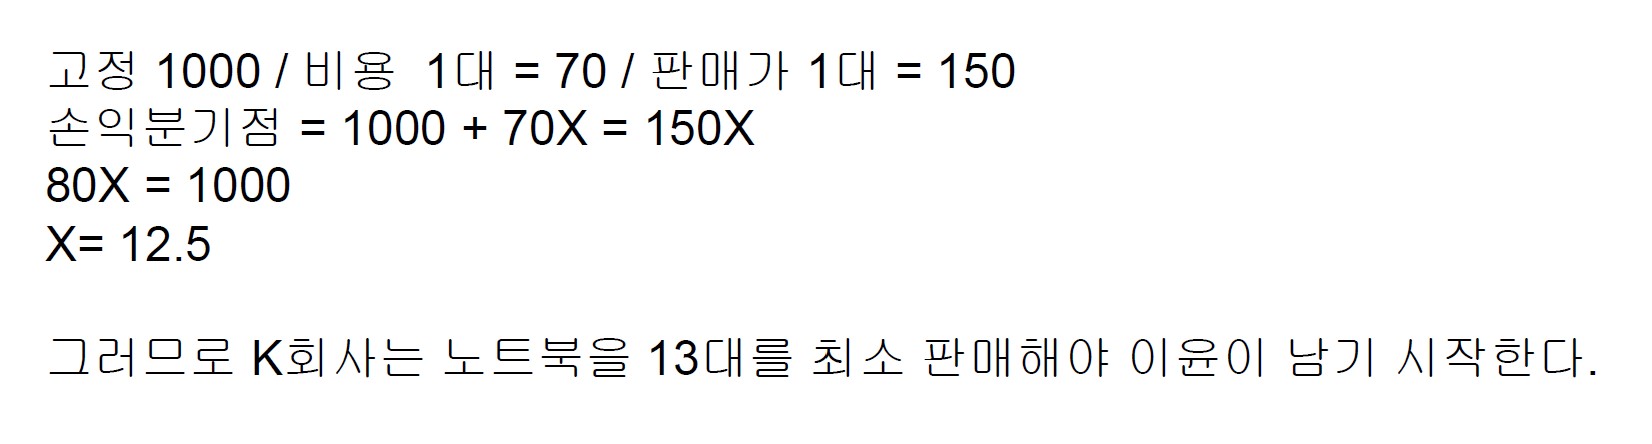 고정 1000 / 비용  1대 = 70 / 판매가 1대 = 150
손익분기점 = 1000 + 70X = 150X
80X = 1000
X= 12.5
그러므로 K회사는 노트북을 13대를 최소 판매해야 이윤이 남기 시작한다.